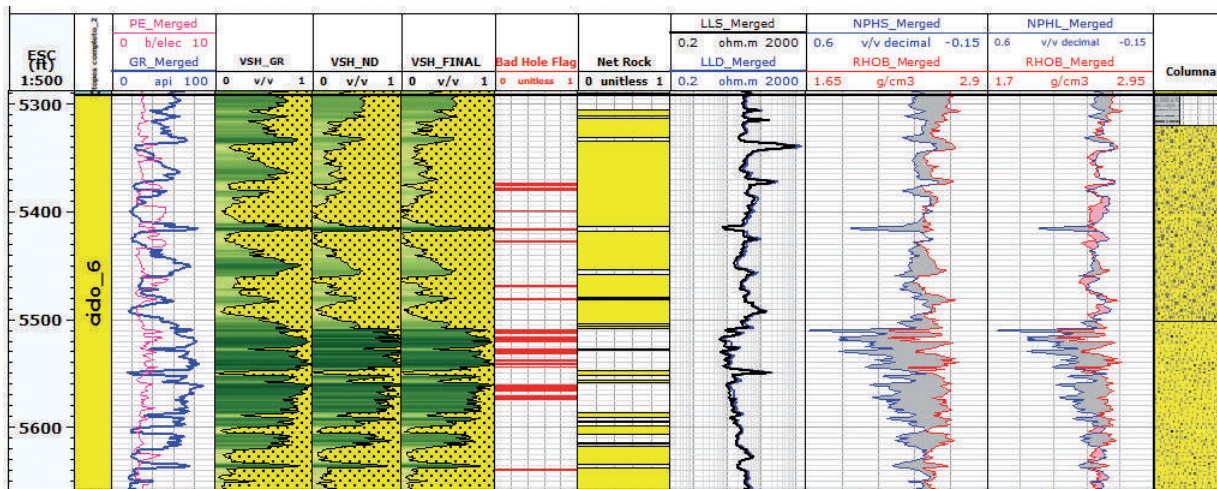 ESC
(ft)
1:500
PE_Merged
0 b/elec 10
GR_Merged
0 api 100
VSH_GR
0 v/v 1
VSH_ND
0 v/v 1
VSH_FINAL
0 v/v 1
Bad Hole Flag
0 unitless 1
Net Rock
0 unitless 1
LLS_Merged
0.2 ohm.m 2000
LLD_Merged
0.2 ohm.m 2000
NPHS_Merged
0.6 v/v decimal -0.15
RHOB_Merged
1.65 g/cm3 2.9
NPHL_Merged
0.6 v/v decimal -0.15
RHOB_Merged
1.7 g/cm3 2.95
Columna
5300
5400
5500
5600